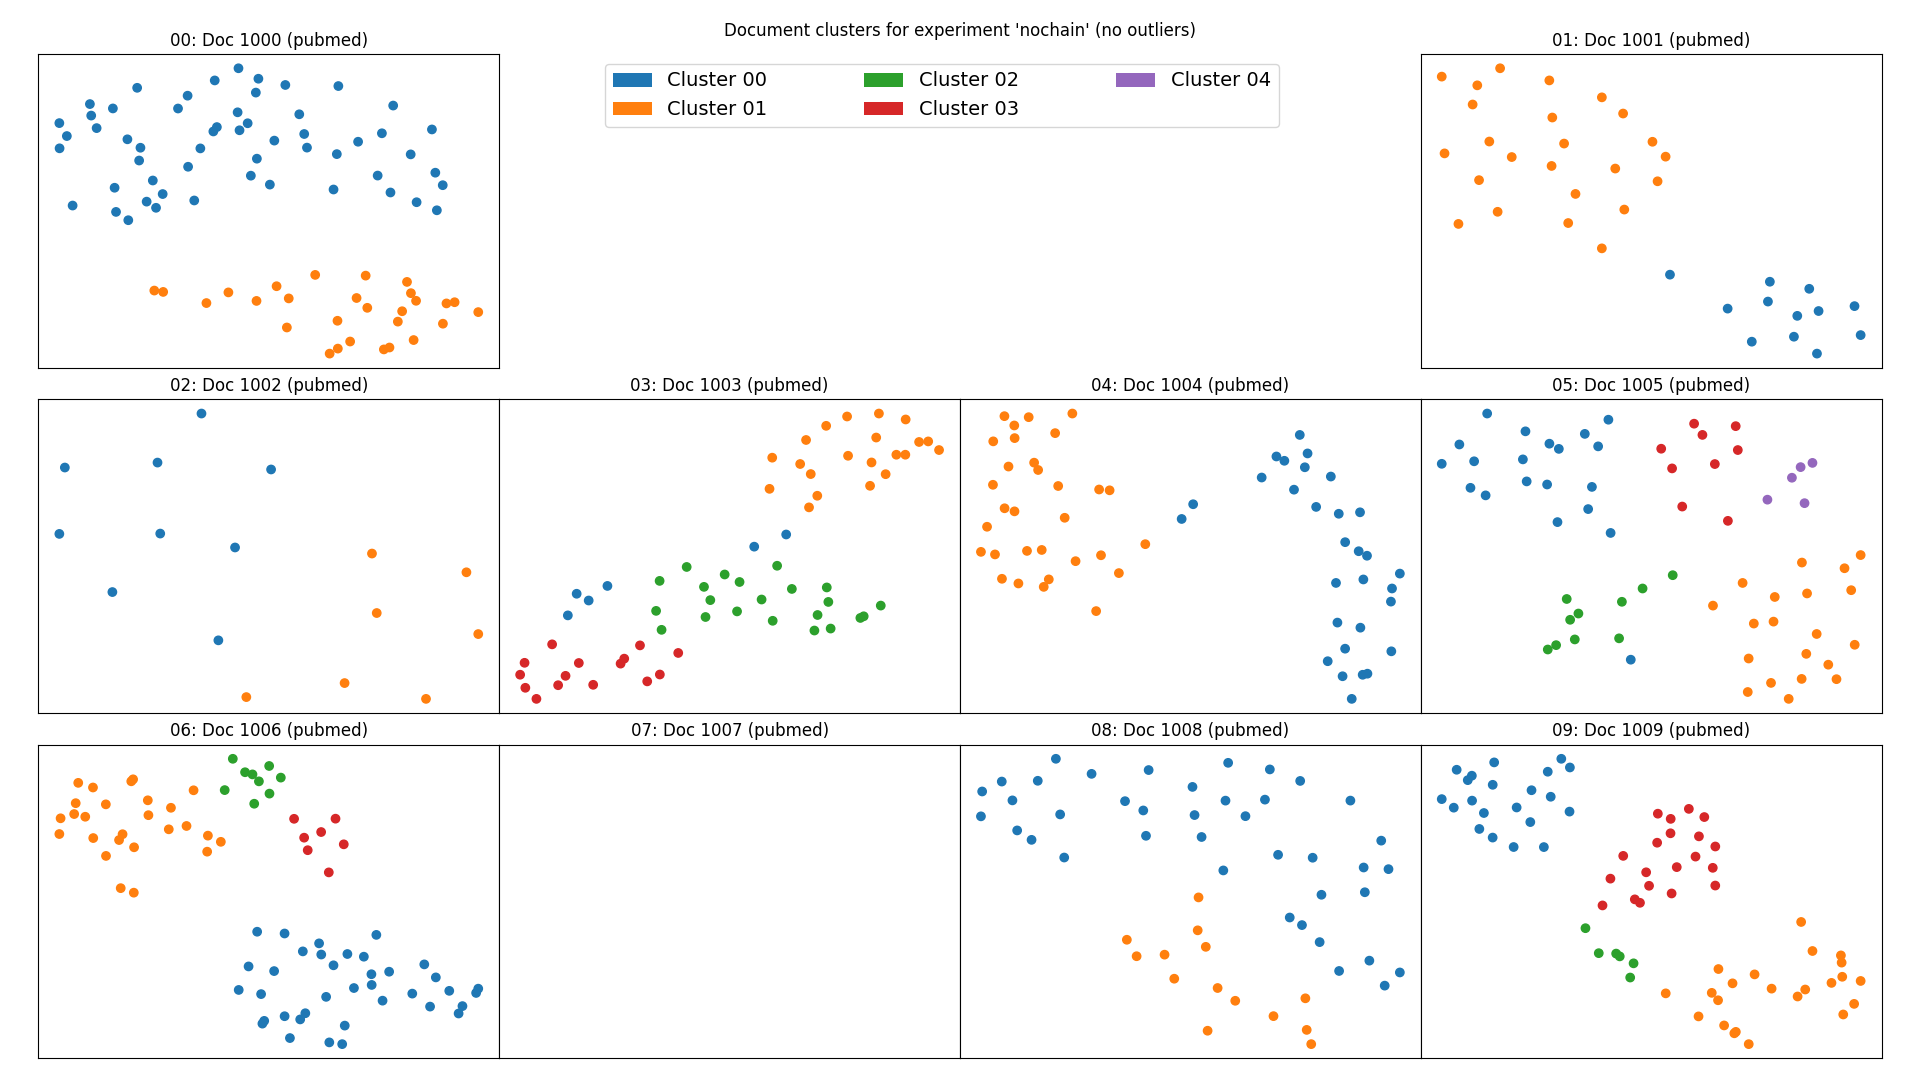 Document clusters for experiment 'nochain' (no outliers)
00: Doc 1000 (pubmed)
Cluster 00
Cluster 01
Cluster 02
Cluster 03
Cluster 04
01: Doc 1001 (pubmed)
02: Doc 1002 (pubmed)
03: Doc 1003 (pubmed)
04: Doc 1004 (pubmed)
05: Doc 1005 (pubmed)
06: Doc 1006 (pubmed)
07: Doc 1007 (pubmed)
08: Doc 1008 (pubmed)
09: Doc 1009 (pubmed)